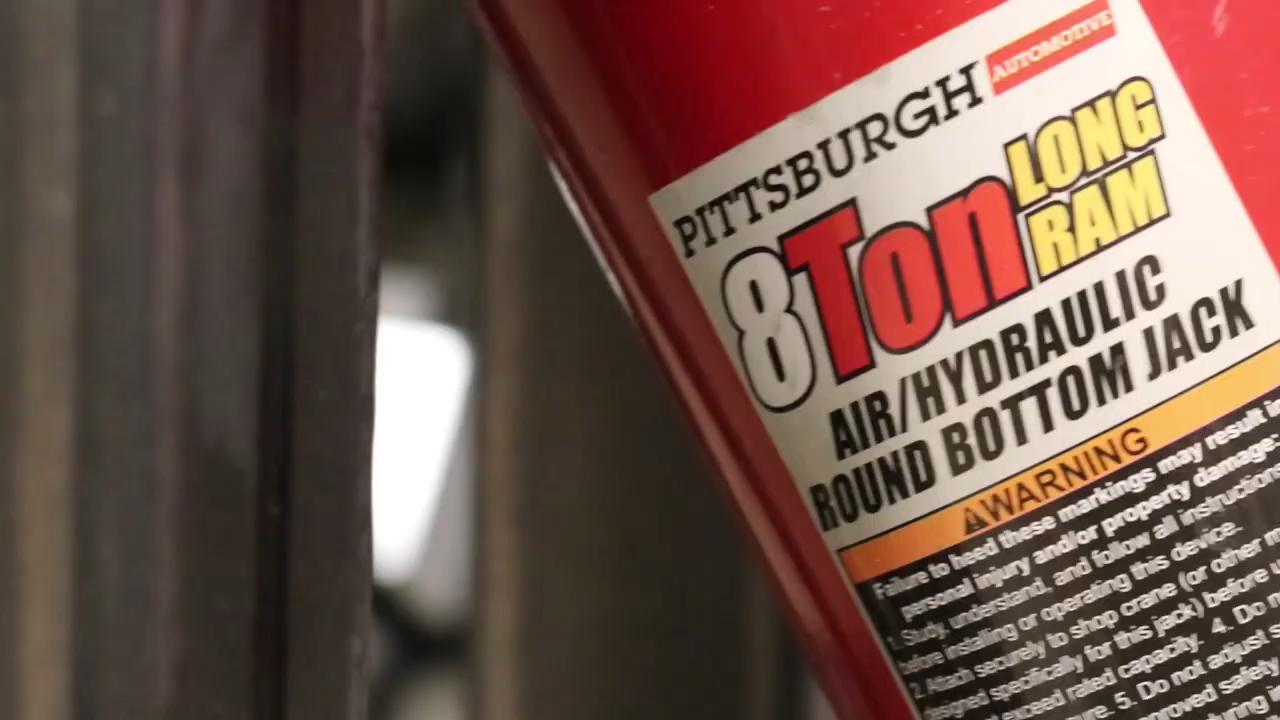 PITTSBURGH AUTOMOTIVE
8 Ton LONG RAM
AIR/HYDRAULIC
ROUND BOTTOM JACK
WARNING
Failure to heed these markings may result in
personal injury and/or property damage:
1. Study, understand, and follow all instructions
before installing or operating this device.
2. Attach securely to shop crane (or other
designed specifically for this jack) before
exceed rated capacity. 4. Do
5. Do not adjust
safety